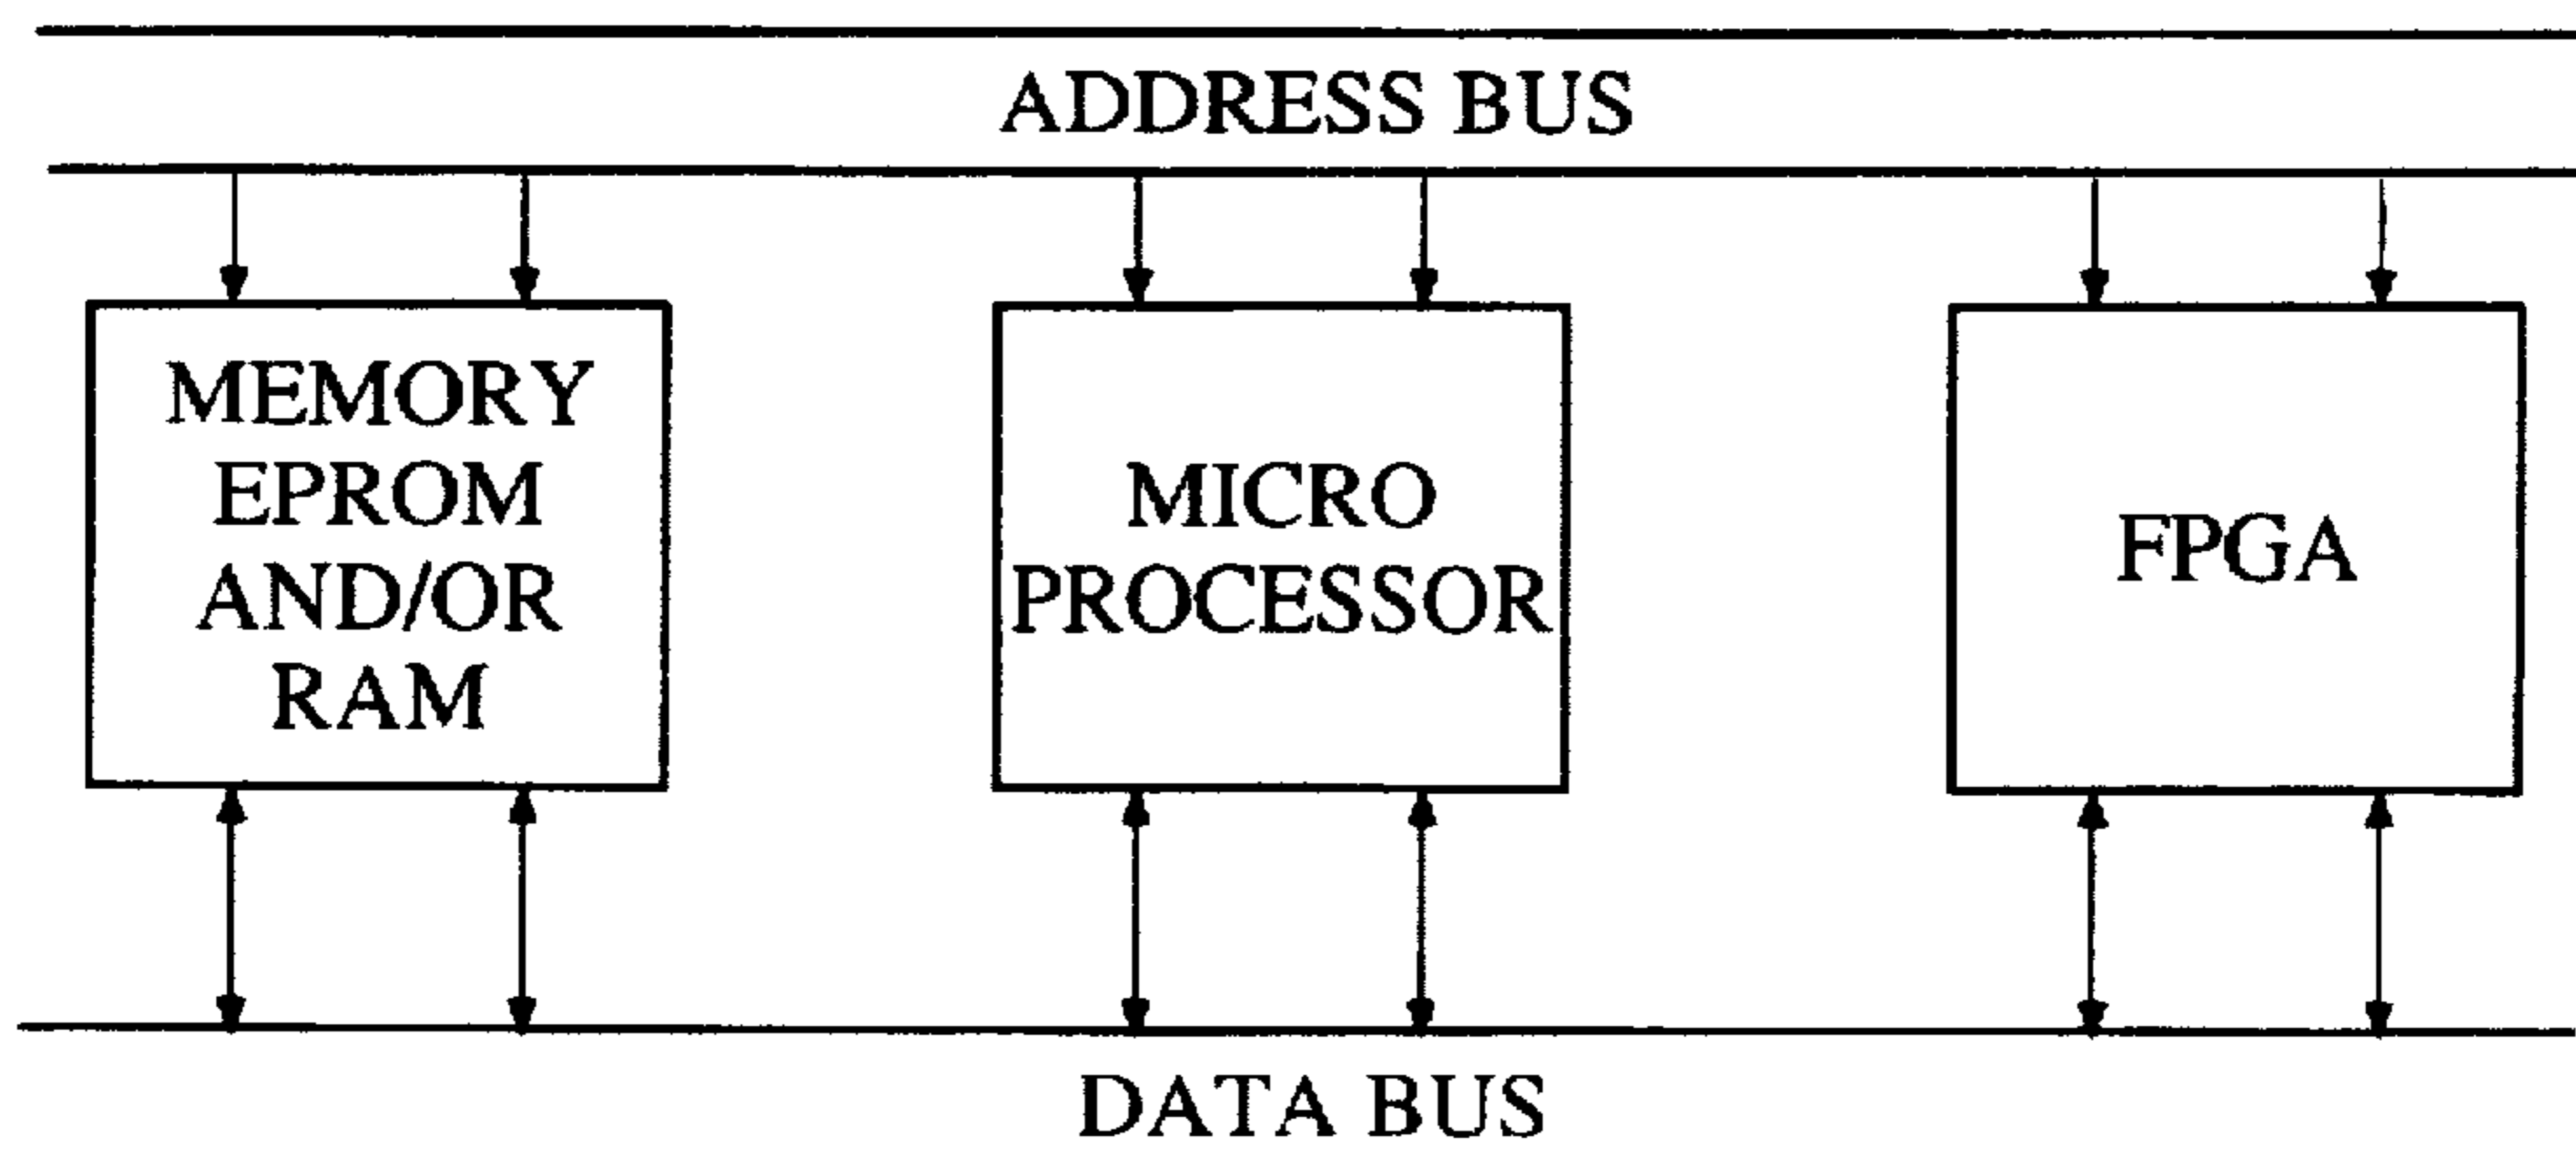 ADDRESS BUS
MEMORY
EPROM
AND/OR
RAM
MICRO
PROCESSOR
FPGA
DATA BUS